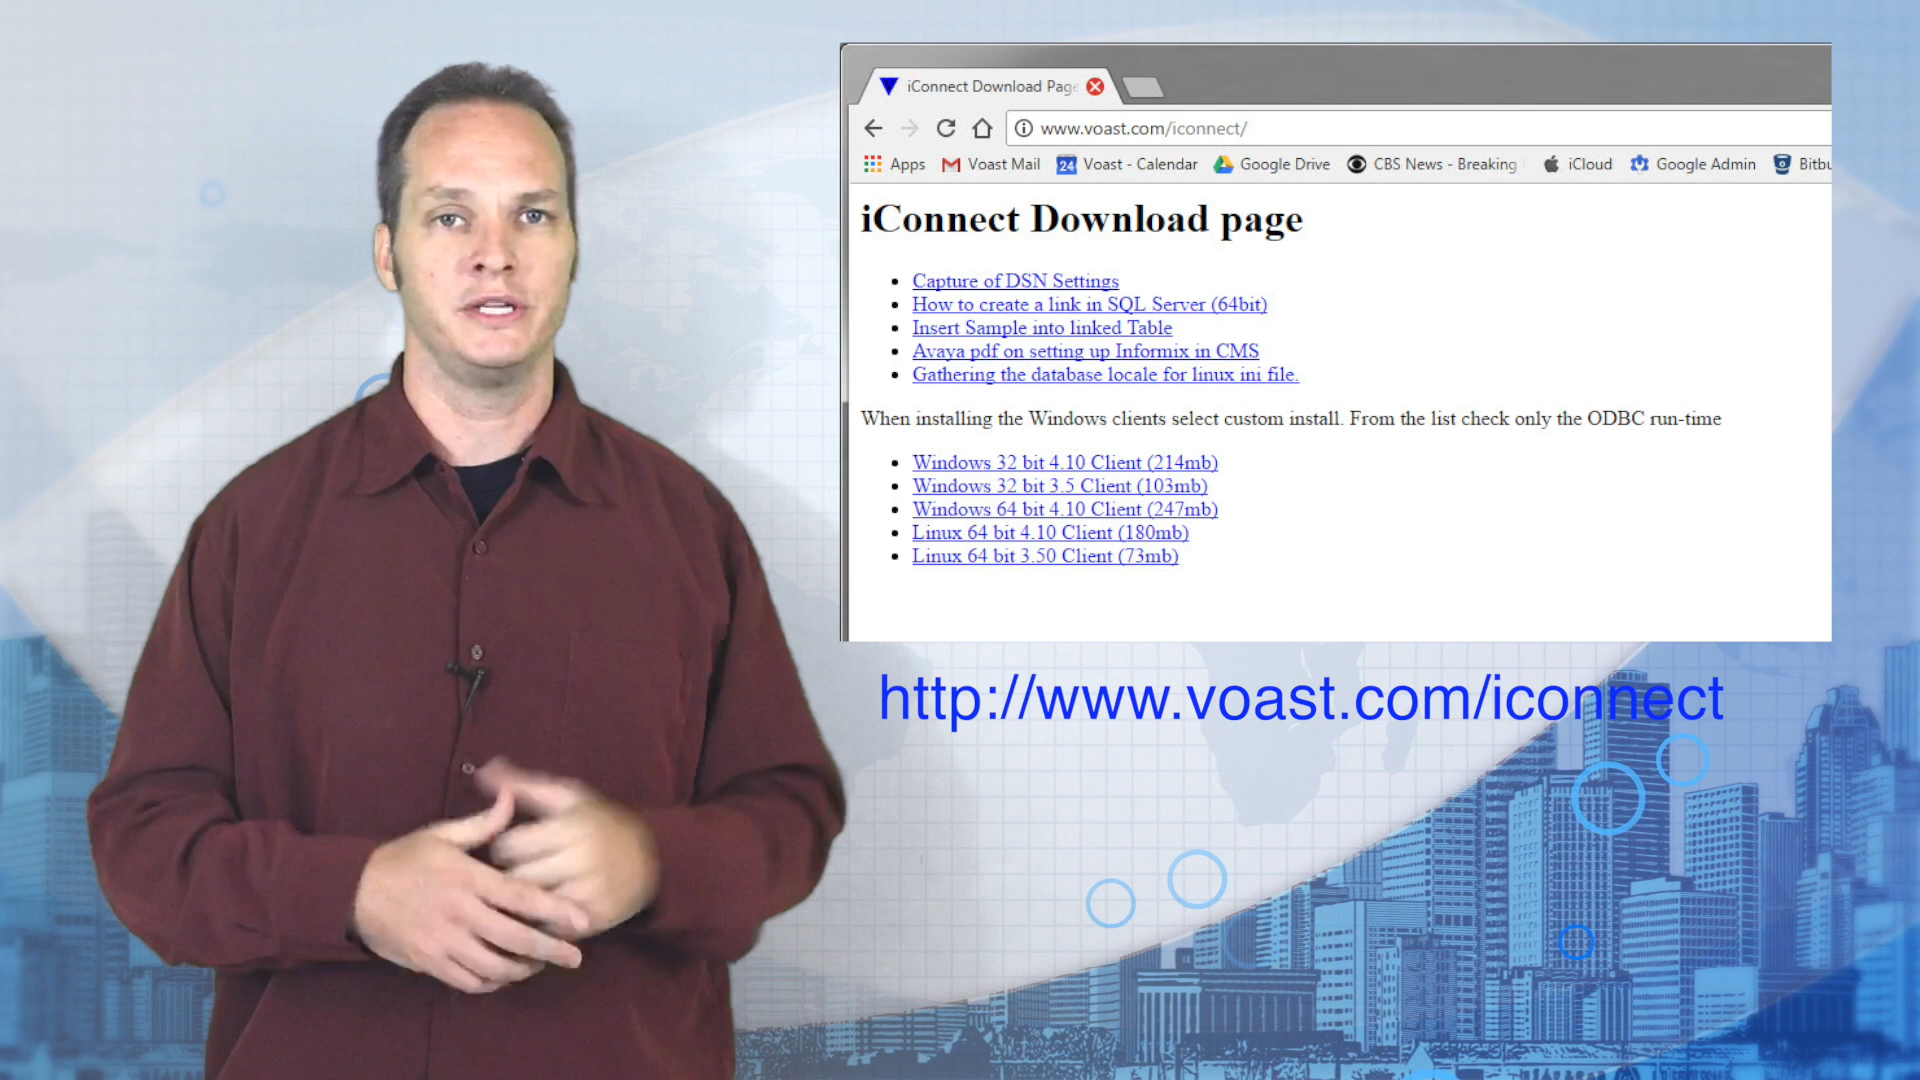 iConnect Download Page
www.voast.com/iconnect/
Apps Voast Mail 24 Voast - Calendar Google Drive CBS News - Breaking iCloud Google Admin Bitbu
iConnect Download page
Capture of DSN Settings
How to create a link in SQL Server (64bit)
Insert Sample into linked Table
Avaya pdf on setting up Informix in CMS
Gathering the database locale for linux ini file.
When installing the Windows clients select custom install. From the list check only the ODBC run-time
Windows 32 bit 4.10 Client (214mb)
Windows 32 bit 3.5 Client (103mb)
Windows 64 bit 4.10 Client (247mb)
Linux 64 bit 4.10 Client (180mb)
Linux 64 bit 3.50 Client (73mb)
http://www.voast.com/iconnect